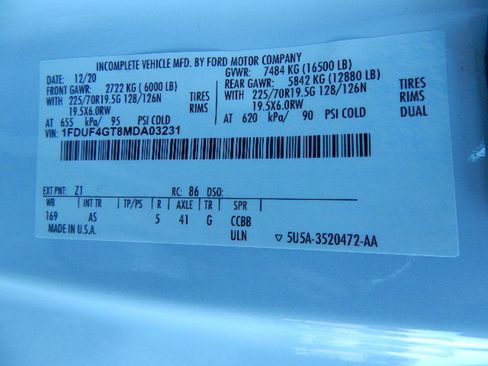 INCOMPLETE VEHICLE MFD. BY FORD MOTOR COMPANY
DATE: 12/20 GVWR: 7484 KG (16500 LB)
FRONT GAWR: 2722 KG (6000 LB) REAR GAWR: 5842 KG (12880 LB)
WITH 225/70R19.5G 128/126N TIRES WITH 225/70R19.5G 128/126N TIRES
19.5X6.0RW RIMS 19.5X6.0RW RIMS
AT 655 kPa/ 95 PSI COLD AT 620 kPa/ 90 PSI COLD DUAL
VIN: 1FDUF4GT8MDA03231
EXT PNT: Z1 RC: 86 DSO:
WB INT TR TP/PS R AXLE TR SPR
169 AS 5 41 G CCBB
MADE IN U.S.A. ULN ▽ 5U5A-3520472-AA